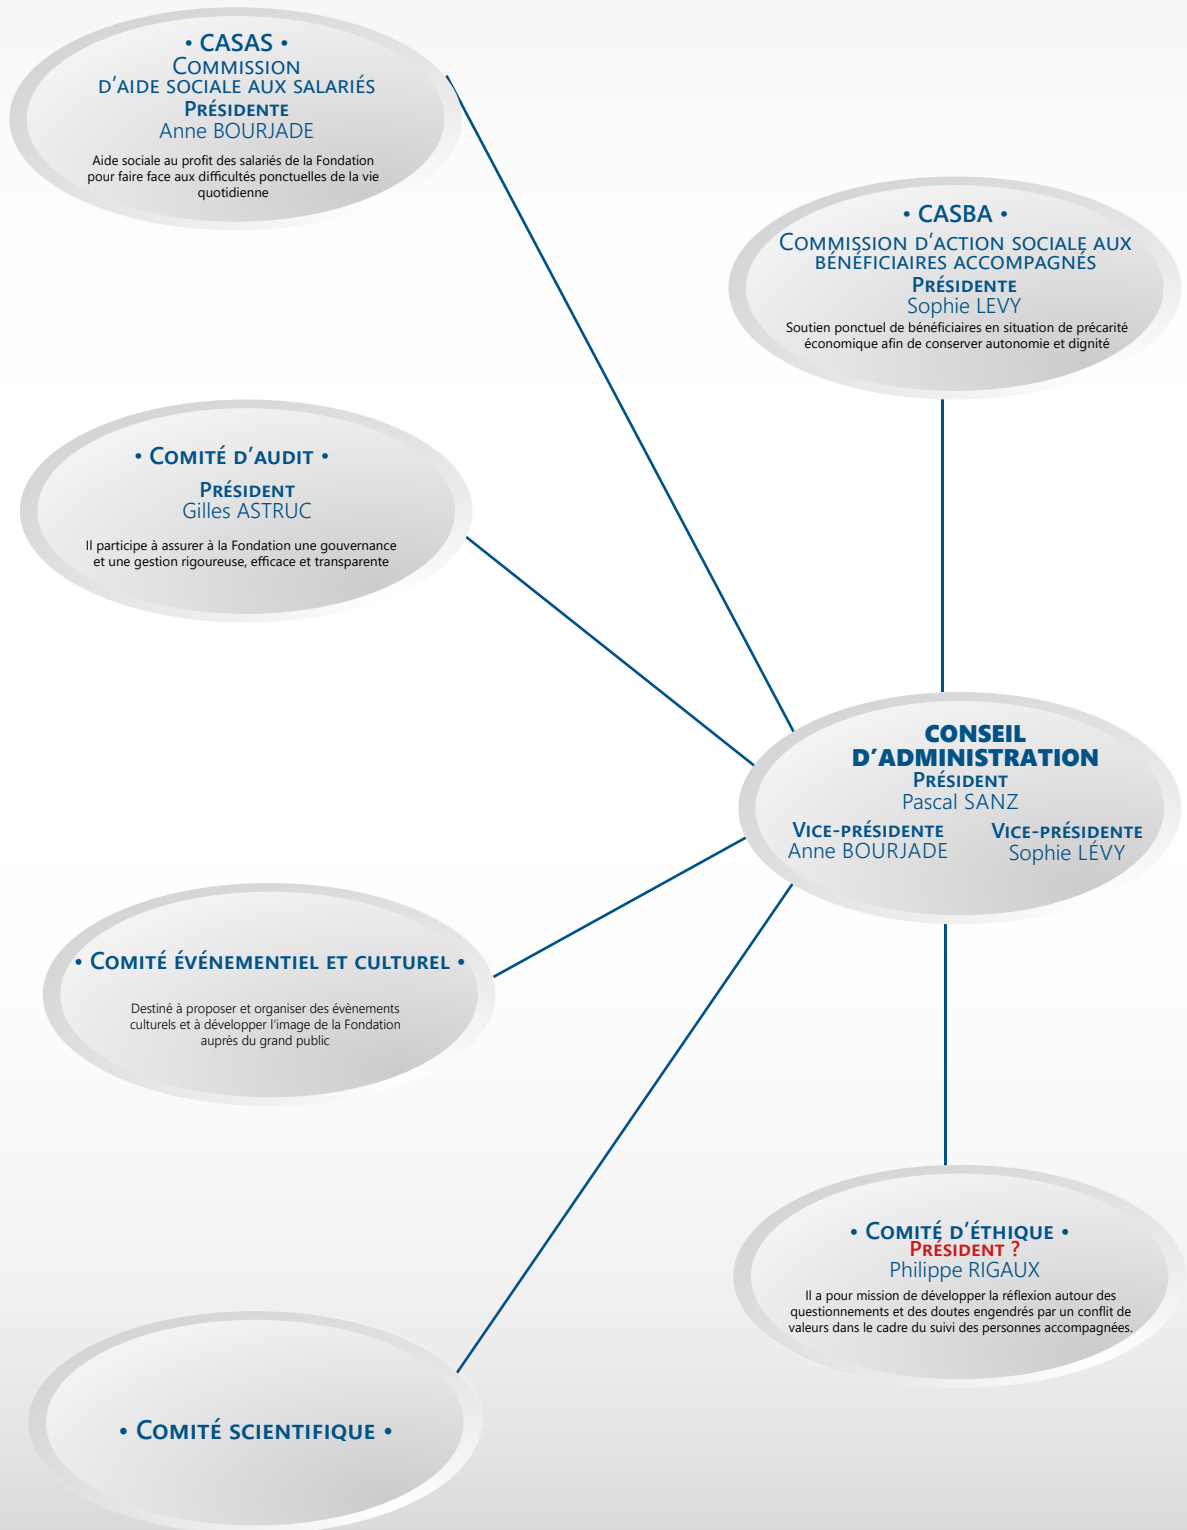 • CASAS •
COMMISSION
D'AIDE SOCIALE AUX SALARIÉS
PRÉSIDENTE
Anne BOURJADE
Aide sociale au profit des salariés de la Fondation
pour faire face aux difficultés ponctuelles de la vie
quotidienne
• CASBA •
COMMISSION D'ACTION SOCIALE AUX
BÉNÉFICIAIRES ACCOMPAGNÉS
PRÉSIDENTE
Sophie LEVY
Soutien ponctuel de bénéficiaires en situation de précarité
économique afin de conserver autonomie et dignité
• COMITÉ D'AUDIT •
PRÉSIDENT
Gilles ASTRUC
Il participe à assurer à la Fondation une gouvernance
et une gestion rigoureuse, efficace et transparente
CONSEIL
D'ADMINISTRATION
PRÉSIDENT
Pascal SANZ
VICE-PRÉSIDENTE
Anne BOURJADE
VICE-PRÉSIDENTE
Sophie LÉVY
• COMITÉ ÉVÉNEMENTIEL ET CULTUREL •
Destiné à proposer et organiser des évènements
culturels et à développer l'image de la Fondation
auprès du grand public
• COMITÉ D'ÉTHIQUE •
PRÉSIDENT ?
Philippe RIGAUX
Il a pour mission de développer la réflexion autour des
questionnements et des doutes engendrés par un conflit de
valeurs dans le cadre du suivi des personnes accompagnées.
• COMITÉ SCIENTIFIQUE •